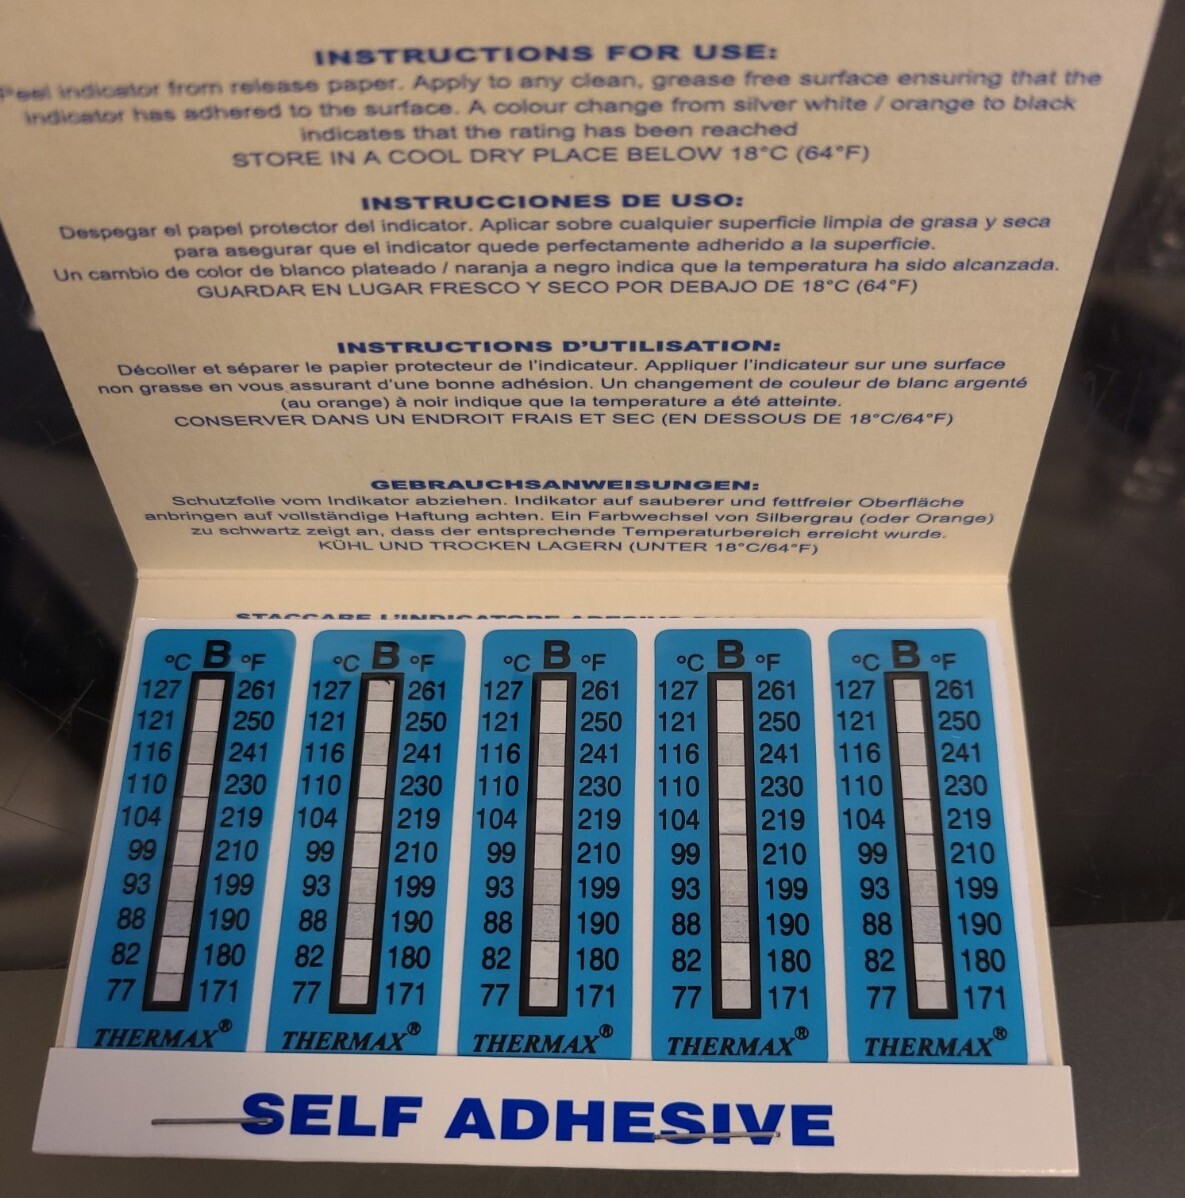 INSTRUCTIONS FOR USE:
Peel indicator from release paper. Apply to any clean, grease free surface ensuring that the
indicator has adhered to the surface. A colour change from silver white / orange to black
indicates that the rating has been reached
STORE IN A COOL DRY PLACE BELOW 18°C (64°F)
INSTRUCCIONES DE USO:
Despegar el papel protector del indicator. Aplicar sobre cualquier superficie limpia de grasa y seca
para asegurar que el indicator quede perfectamente adherido a la superficie.
Un cambio de color de blanco plateado / naranja a negro indica que la temperatura ha sido alcanzada.
GUARDAR EN LUGAR FRESCO Y SECO POR DEBAJO DE 18°C (64°F)
INSTRUCTIONS D'UTILISATION:
Décoller et séparer le papier protecteur de l'indicateur. Appliquer l'indicateur sur une surface
non grasse en vous assurant d'une bonne adhésion. Un changement de couleur de blanc argenté
(au orange) à noir indique que la temperature a été atteinte.
CONSERVER DANS UN ENDROIT FRAIS ET SEC (EN DESSOUS DE 18°C/64°F)
GEBRAUCHSANWEISUNGEN:
Schutzfolie vom Indikator abziehen. Indikator auf sauberer und fettfreier Oberfläche
anbringen auf vollständige Haftung achten. Ein Farbwechsel von Silbergrau (oder Orange)
zu schwartz zeigt an, dass der entsprechende Temperaturbereich erreicht wurde.
KÜHL UND TROCKEN LAGERN (UNTER 18°C/64°F)
STACCARE L'INDICATORE ADESIVO
°C B °F °C B °F °C B °F °C B °F °C B °F
127 261 127 261 127 261 127 261 127 261
121 250 121 250 121 250 121 250 121 250
116 241 116 241 116 241 116 241 116 241
110 230 110 230 110 230 110 230 110 230
104 219 104 219 104 219 104 219 104 219
99 210 99 210 99 210 99 210 99 210
93 199 93 199 93 199 93 199 93 199
88 190 88 190 88 190 88 190 88 190
82 180 82 180 82 180 82 180 82 180
77 171 77 171 77 171 77 171 77 171
THERMAX® THERMAX® THERMAX® THERMAX® THERMAX®
SELF ADHESIVE